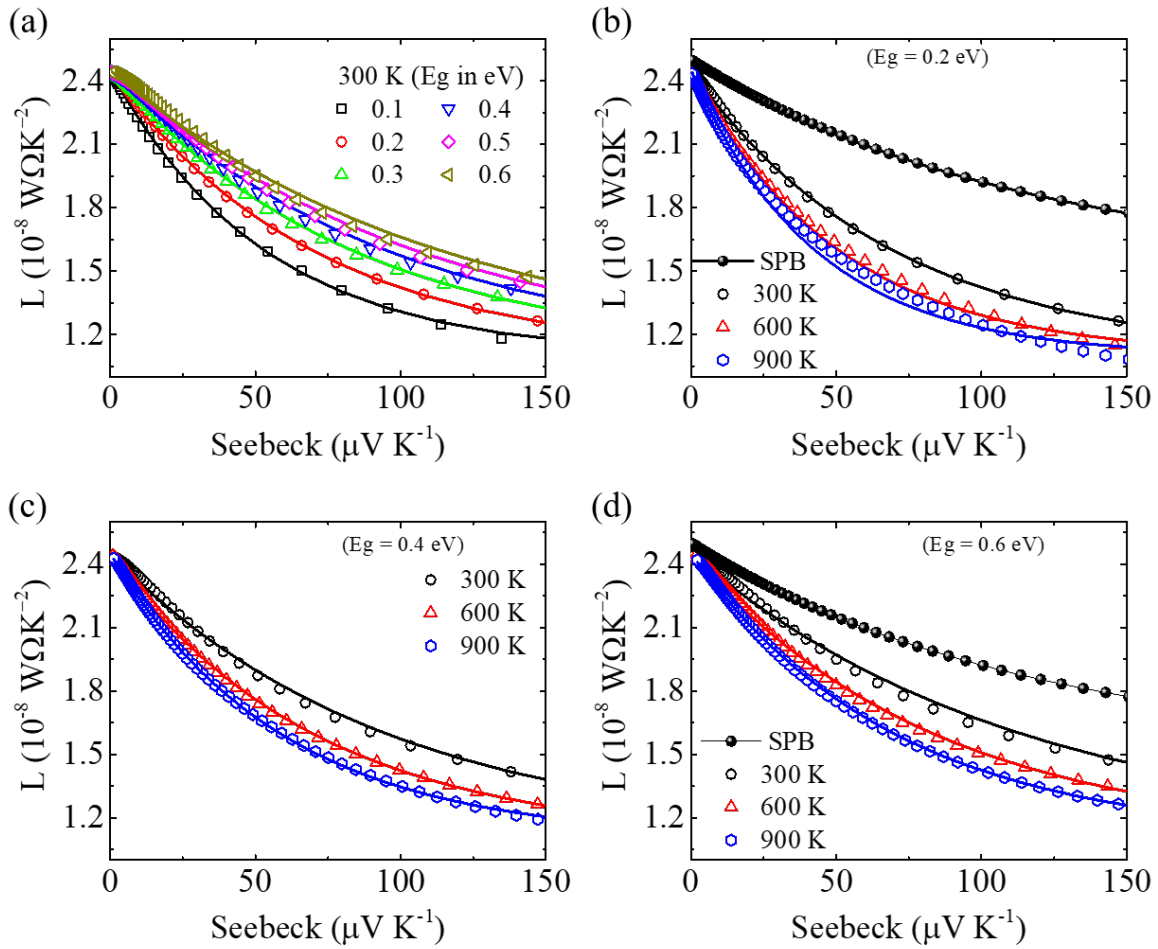 (a)
2.4
2.1
1.8
1.5
1.2
L (10⁻⁸ WΩK⁻²)
300 K (Eg in eV)
0.1 0.4
0.2 0.5
0.3 0.6
0 50 100 150
Seebeck (μV K⁻¹)
(b)
2.4
2.1
1.8
1.5
1.2
L (10⁻⁸ WΩK⁻²)
(Eg = 0.2 eV)
SPB
300 K
600 K
900 K
0 50 100 150
Seebeck (μV K⁻¹)
(c)
2.4
2.1
1.8
1.5
1.2
L (10⁻⁸ WΩK⁻²)
(Eg = 0.4 eV)
300 K
600 K
900 K
0 50 100 150
Seebeck (μV K⁻¹)
(d)
2.4
2.1
1.8
1.5
1.2
L (10⁻⁸ WΩK⁻²)
(Eg = 0.6 eV)
SPB
300 K
600 K
900 K
0 50 100 150
Seebeck (μV K⁻¹)